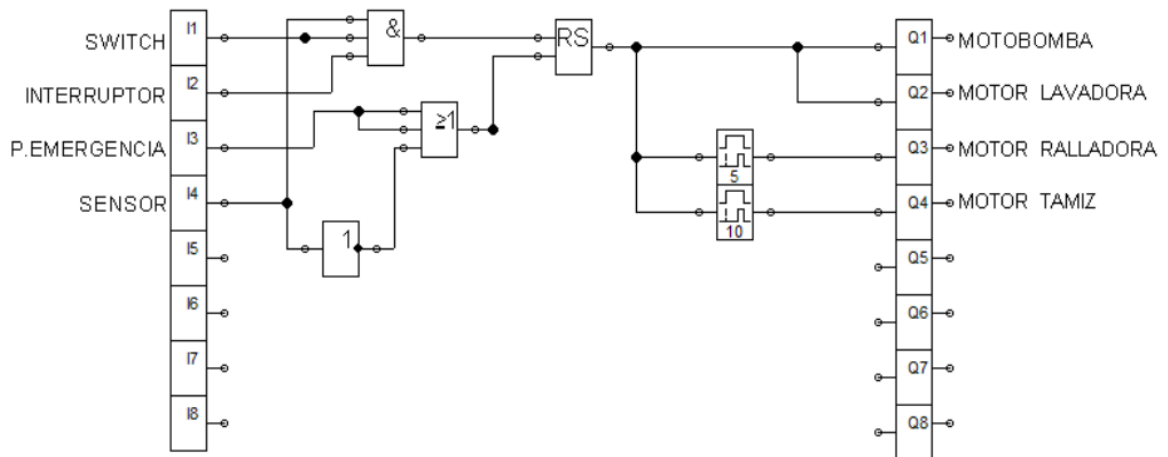 SWITCH
INTERRUPTOR
P.EMERGENCIA
SENSOR
I1
I2
I3
I4
I5
I6
I7
I8
&
≥1
1
RS
5
10
Q1
Q2
Q3
Q4
Q5
Q6
Q7
Q8
MOTOBOMBA
MOTOR LAVADORA
MOTOR RALLADORA
MOTOR TAMIZ